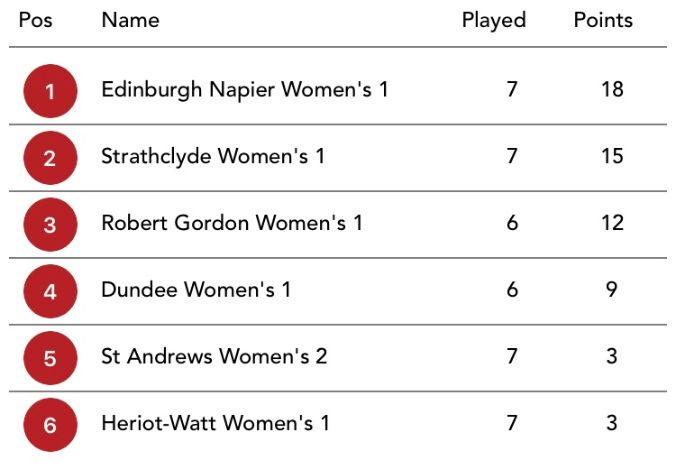 Pos Name Played Points
1 Edinburgh Napier Women's 1 7 18
2 Strathclyde Women's 1 7 15
3 Robert Gordon Women's 1 6 12
4 Dundee Women's 1 6 9
5 St Andrews Women's 2 7 3
6 Heriot-Watt Women's 1 7 3